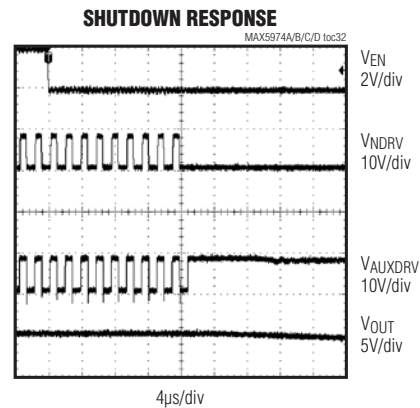 SHUTDOWN RESPONSE
MAX5974A/B/C/D toc32
VEN
2V/div
VNDRV
10V/div
VAUXDRV
10V/div
VOUT
5V/div
4µs/div